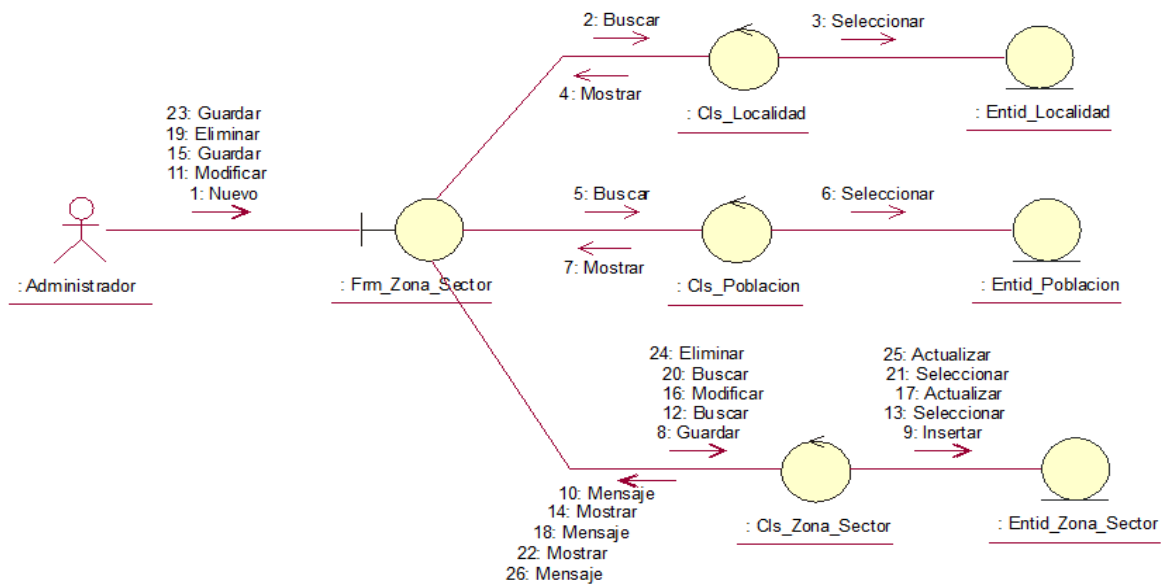 2: Buscar
3: Seleccionar
4: Mostrar
: Cls_Localidad
: Entid_Localidad
23: Guardar
19: Eliminar
15: Guardar
11: Modificar
1: Nuevo
5: Buscar
6: Seleccionar
7: Mostrar
: Administrador
: Frm_Zona_Sector
: Cls_Poblacion
: Entid_Poblacion
24: Eliminar
20: Buscar
16: Modificar
12: Buscar
8: Guardar
25: Actualizar
21: Seleccionar
17: Actualizar
13: Seleccionar
9: Insertar
10: Mensaje
14: Mostrar
18: Mensaje
22: Mostrar
26: Mensaje
: Cls_Zona_Sector
: Entid_Zona_Sector